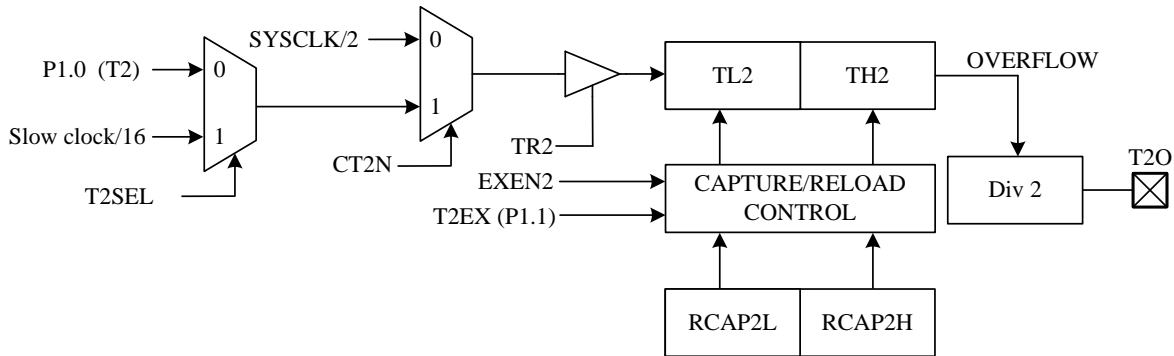 SYSCLK/2
0
P1.0 (T2)
0
OVERFLOW
TL2
TH2
1
Slow clock/16
1
TR2
T2O
CT2N
EXEN2
CAPTURE/RELOAD
CONTROL
T2SEL
Div 2
T2EX (P1.1)
RCAP2L
RCAP2H